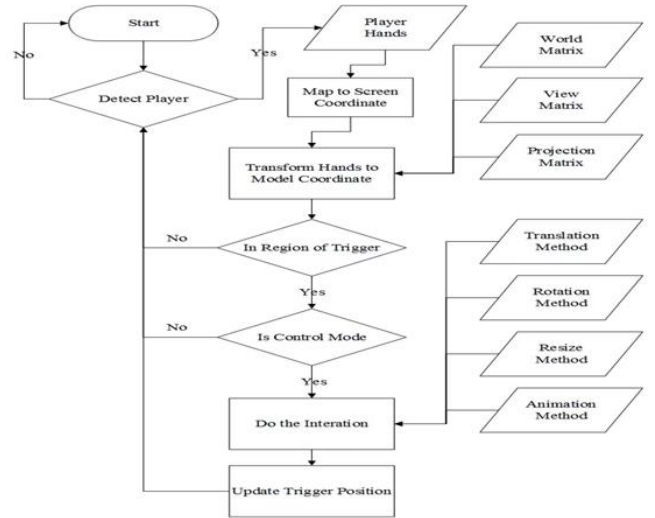 Start
No
Yes
Player
Hands
Detect Player
Map to Screen
Coordinate
World
Matrix
View
Matrix
Projection
Matrix
Transform Hands to
Model Coordinate
No
In Region of Trigger
Yes
No
Is Control Mode
Yes
Translation
Method
Rotation
Method
Resize
Method
Animation
Method
Do the Interation
Update Trigger Position